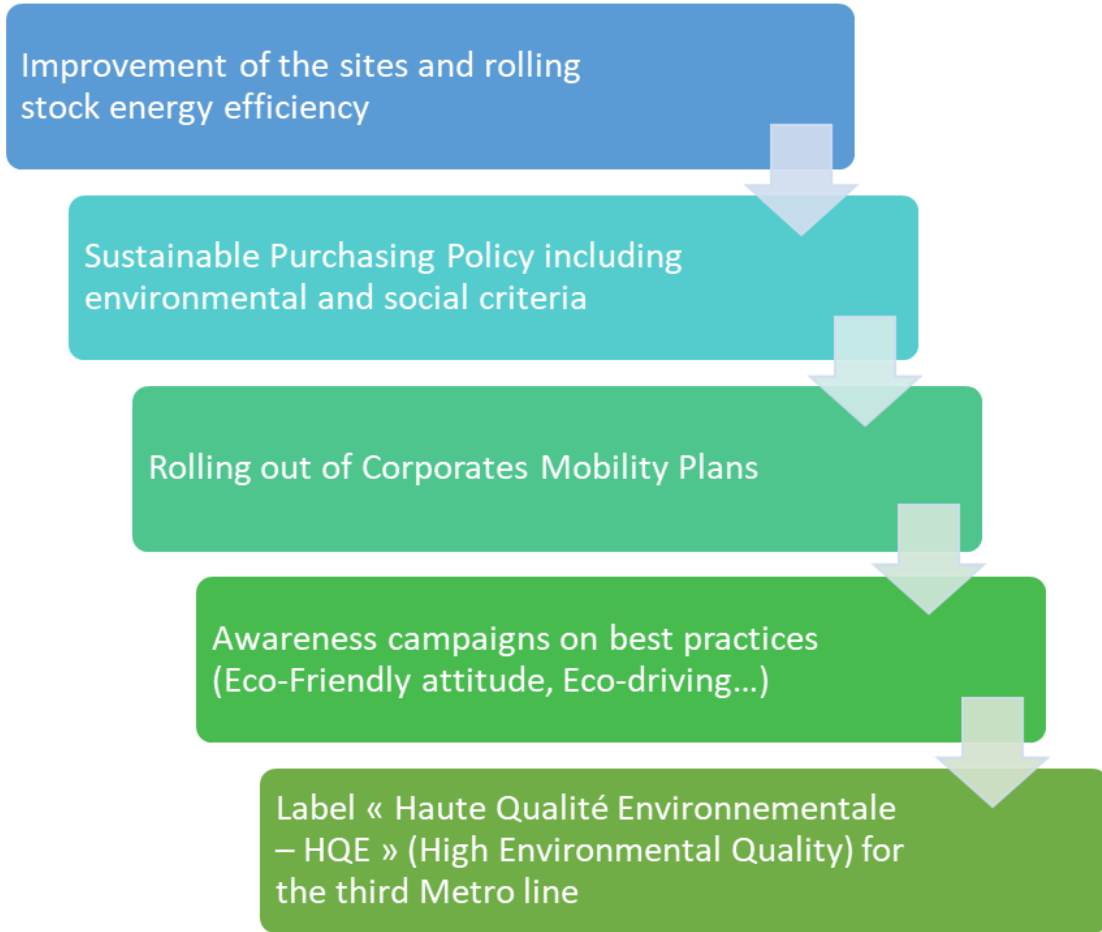 Improvement of the sites and rolling
stock energy efficiency
Sustainable Purchasing Policy including
environmental and social criteria
Rolling out of Corporates Mobility Plans
Awareness campaigns on best practices
(Eco-Friendly attitude, Eco-driving…)
Label « Haute Qualité Environnementale
– HQE » (High Environmental Quality) for
the third Metro line